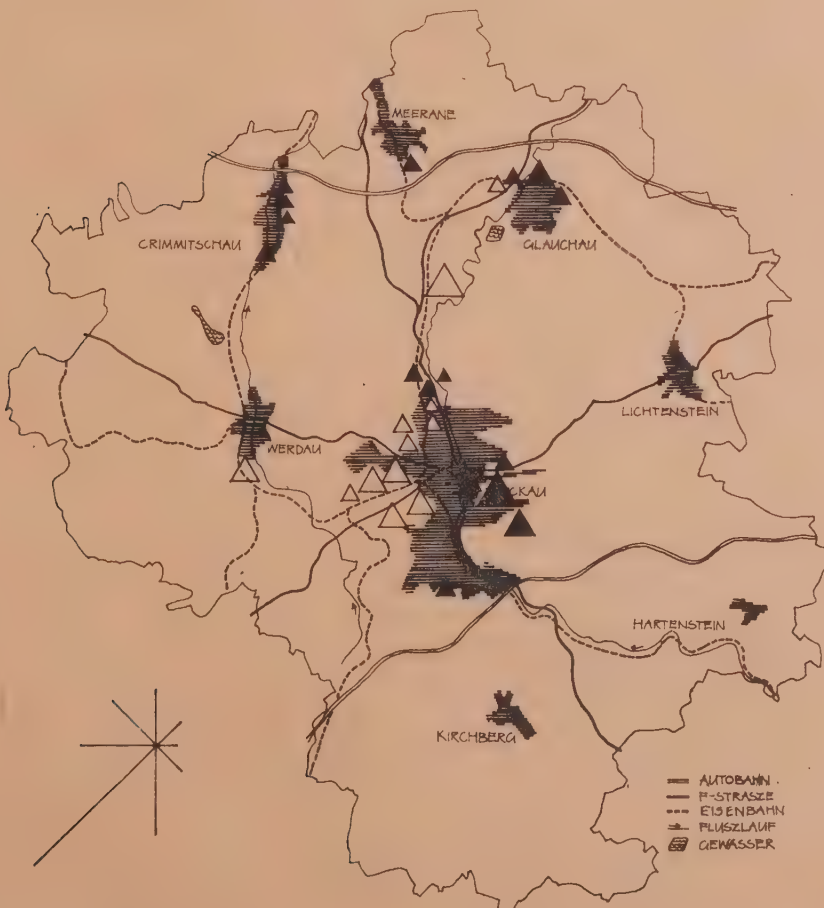 MEERANE
CRIMMITSCHAU
GLAUCHAU
LICHTENSTEIN
WERDAU
CKAU
HARTENSTEIN
KIRCHBERG
AUTOBAHN
F-STRASZE
EISENBAHN
FLUSZLAUF
GEWÄSSER